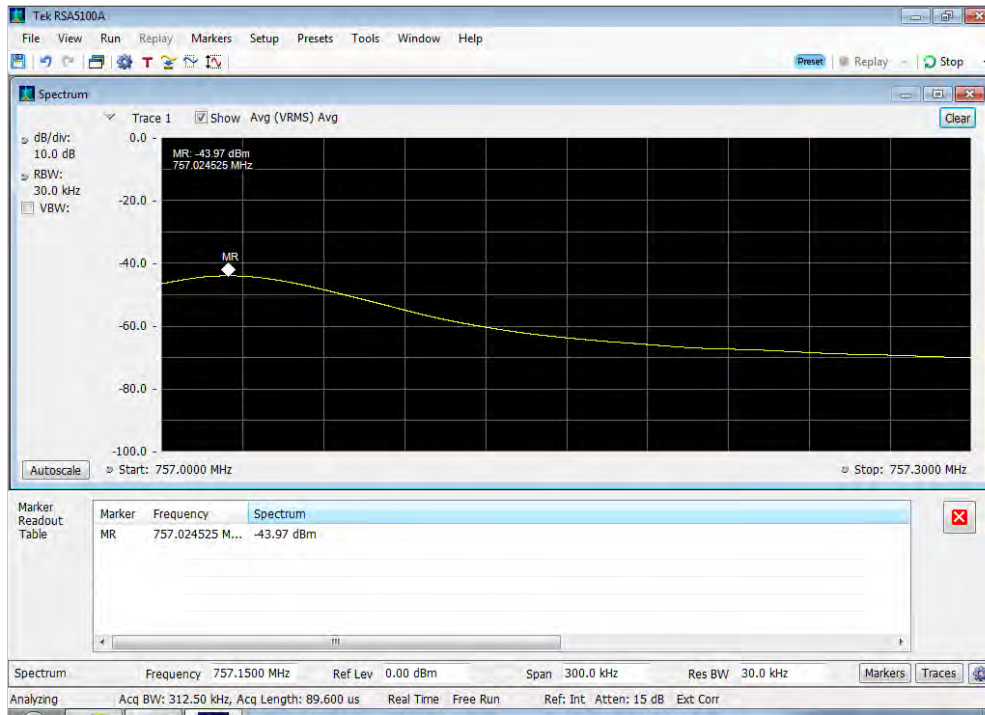 Tek RSA5100A
File View Run Replay Markers Setup Presets Tools Window Help
T Preset Replay Stop
Spectrum
Trace 1 Show Avg (VRMS) Avg Clear
dB/div:
10.0 dB
RBW:
30.0 kHz
VBW:
0.0
MR: -43.97 dBm
757.024525 MHz
-20.0
-40.0
MR
-60.0
-80.0
-100.0
Autoscale Start: 757.0000 MHz Stop: 757.3000 MHz
Marker
Readout
Table
Marker Frequency Spectrum
MR 757.024525 M... -43.97 dBm
Spectrum Frequency 757.1500 MHz Ref Lev 0.00 dBm Span 300.0 kHz Res BW 30.0 kHz Markers Traces
Analyzing Acq BW: 312.50 kHz, Acq Length: 89.600 us Real Time Free Run Ref: Int Atten: 15 dB Ext Corr